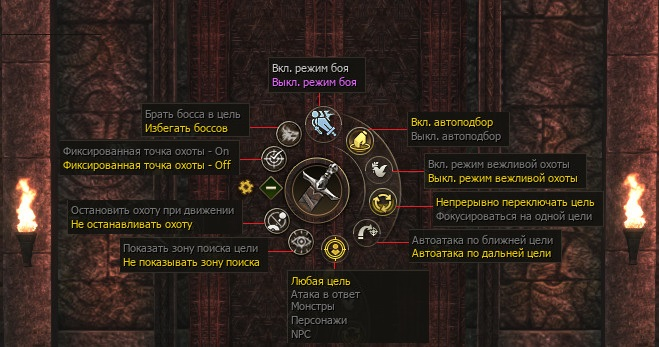 Вкл. режим боя
Выкл. режим боя
Брать босса в цель
Избегать боссов
Вкл. автоподбор
Выкл. автоподбор
Фиксированная точка охоты - On
Фиксированная точка охоты - Off
Вкл. режим вежливой охоты
Выкл. режим вежливой охоты
Непрерывно переключать цель
Фокусироваться на одной цели
Остановить охоту при движении
Не останавливать охоту
Автоатака по ближней цели
Автоатака по дальней цели
Показать зону поиска цели
Не показывать зону поиска
Любая цель
Атака в ответ
Монстры
Персонажи
NPC